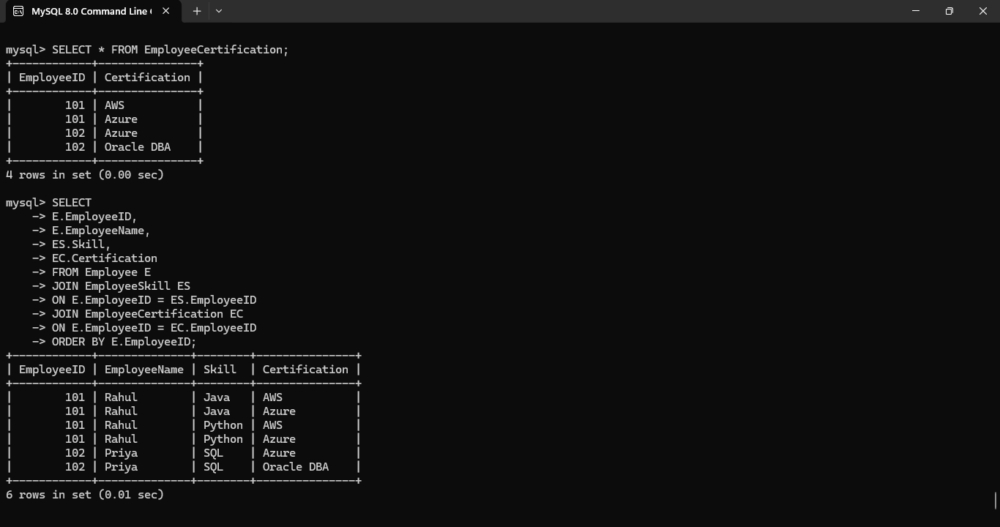 MySQL 8.0 Command Line
mysql> SELECT * FROM EmployeeCertification;
+------------+---------------+
| EmployeeID | Certification |
+------------+---------------+
|        101 | AWS           |
|        101 | Azure         |
|        102 | Azure         |
|        102 | Oracle DBA    |
+------------+---------------+
4 rows in set (0.00 sec)
mysql> SELECT
    -> E.EmployeeID,
    -> E.EmployeeName,
    -> ES.Skill,
    -> EC.Certification
    -> FROM Employee E
    -> JOIN EmployeeSkill ES
    -> ON E.EmployeeID = ES.EmployeeID
    -> JOIN EmployeeCertification EC
    -> ON E.EmployeeID = EC.EmployeeID
    -> ORDER BY E.EmployeeID;
+------------+--------------+--------+---------------+
| EmployeeID | EmployeeName | Skill  | Certification |
+------------+--------------+--------+---------------+
|        101 | Rahul        | Java   | AWS           |
|        101 | Rahul        | Java   | Azure         |
|        101 | Rahul        | Python | AWS           |
|        101 | Rahul        | Python | Azure         |
|        102 | Priya        | SQL    | Azure         |
|        102 | Priya        | SQL    | Oracle DBA    |
+------------+--------------+--------+---------------+
6 rows in set (0.01 sec)